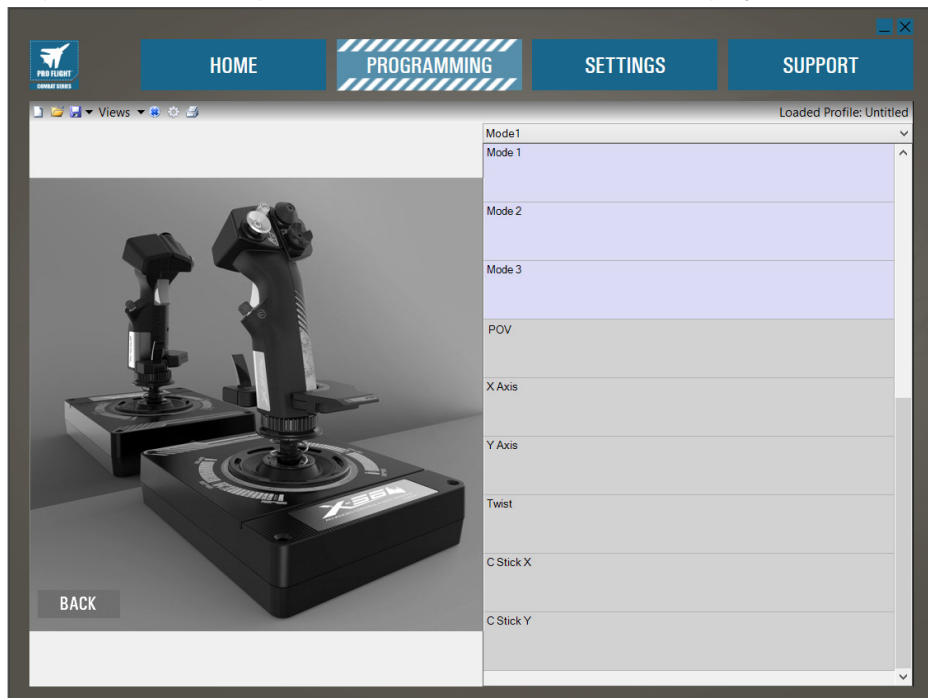 HOME
PROGRAMMING
SETTINGS
SUPPORT
PRO FLIGHT
COMBAT SERIES
Views
Loaded Profile: Untitled
Mode1
Mode 1
Mode 2
Mode 3
POV
X Axis
Y Axis
Twist
C Stick X
C Stick Y
X-56
BACK